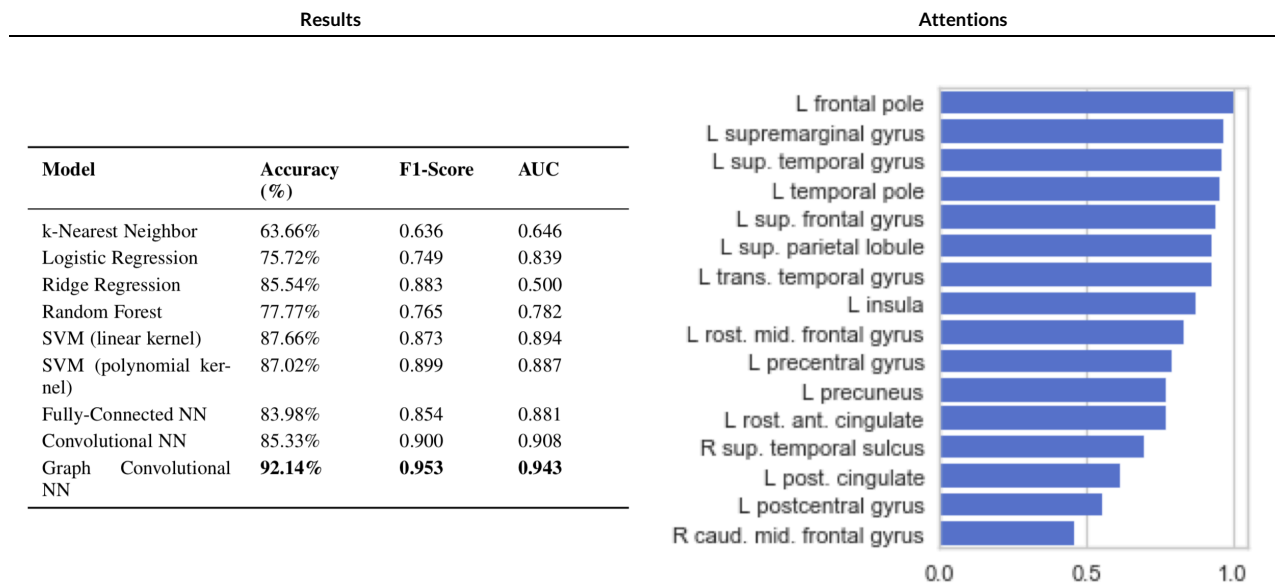 Results
Attentions
Model Accuracy (%) F1-Score AUC
k-Nearest Neighbor 63.66% 0.636 0.646
Logistic Regression 75.72% 0.749 0.839
Ridge Regression 85.54% 0.883 0.500
Random Forest 77.77% 0.765 0.782
SVM (linear kernel) 87.66% 0.873 0.894
SVM (polynomial ker- 87.02% 0.899 0.887
nel)
Fully-Connected NN 83.98% 0.854 0.881
Convolutional NN 85.33% 0.900 0.908
Graph Convolutional 92.14% 0.953 0.943
NN
L frontal pole
L supremarginal gyrus
L sup. temporal gyrus
L temporal pole
L sup. frontal gyrus
L sup. parietal lobule
L trans. temporal gyrus
L insula
L rost. mid. frontal gyrus
L precentral gyrus
L precuneus
L rost. ant. cingulate
R sup. temporal sulcus
L post. cingulate
L postcentral gyrus
R caud. mid. frontal gyrus
0.0 0.5 1.0